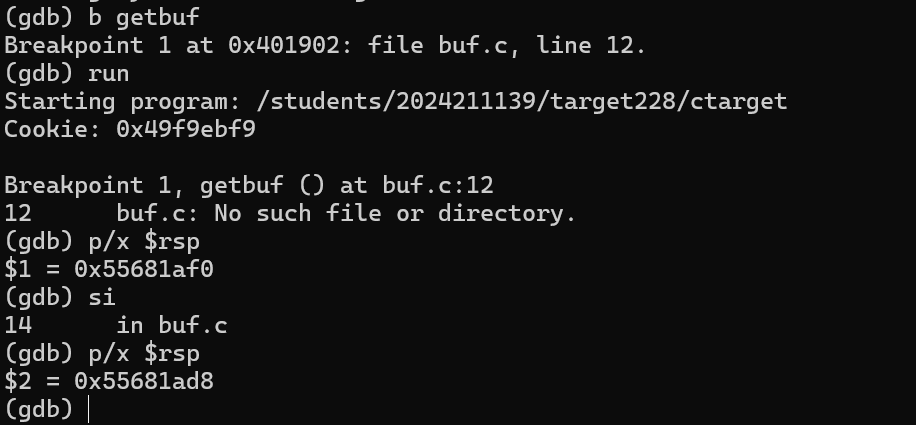 (gdb) b getbuf
Breakpoint 1 at 0x401902: file buf.c, line 12.
(gdb) run
Starting program: /students/2024211139/target228/ctarget
Cookie: 0x49f9ebf9
Breakpoint 1, getbuf () at buf.c:12
12      buf.c: No such file or directory.
(gdb) p/x $rsp
$1 = 0x55681af0
(gdb) si
14      in buf.c
(gdb) p/x $rsp
$2 = 0x55681ad8
(gdb)